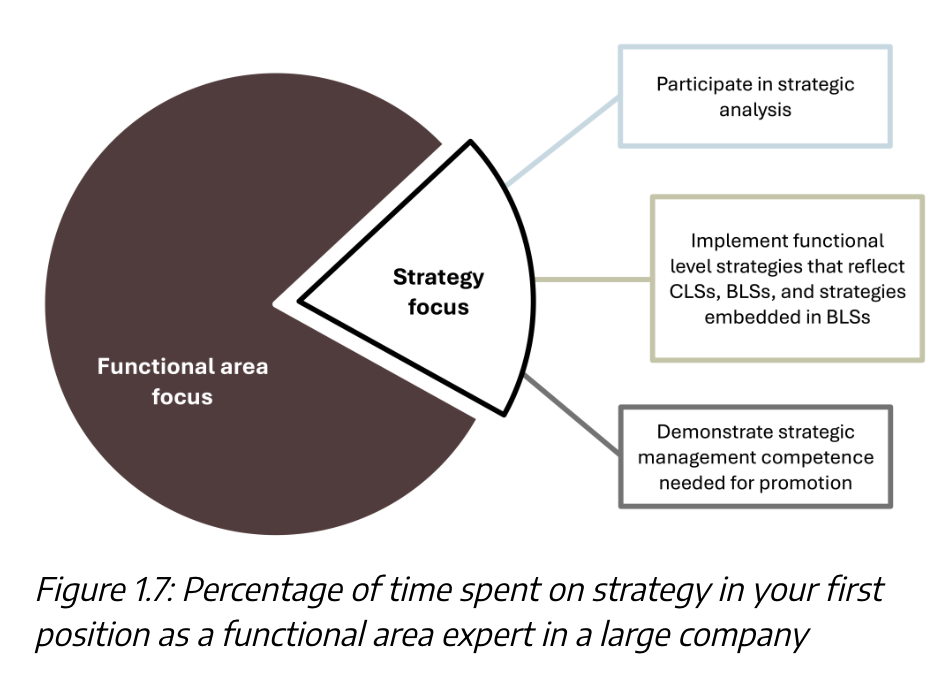 Participate in strategic
analysis
Strategy
focus
Implement functional
level strategies that reflect
CLSs, BLSs, and strategies
embedded in BLSs
Functional area
focus
Demonstrate strategic
management competence
needed for promotion
Figure 1.7: Percentage of time spent on strategy in your first
position as a functional area expert in a large company